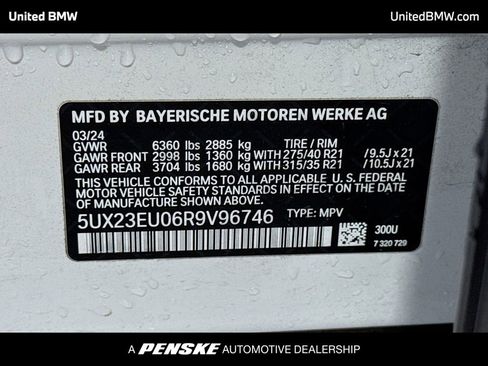 United BMW UnitedBMW.com
MFD BY BAYERISCHE MOTOREN WERKE AG
03/24
GVWR 6360 lbs 2885 kg TIRE / RIM
GAWR FRONT 2998 lbs 1360 kg WITH 275/40 R21 / 9.5J x 21
GAWR REAR 3704 lbs 1680 kg WITH 315/35 R21 / 10.5J x 21
THIS VEHICLE CONFORMS TO ALL APPLICABLE U. S. FEDERAL
MOTOR VEHICLE SAFETY STANDARDS IN EFFECT ON THE DATE
OF MANUFACTURE SHOWN ABOVE.
5UX23EU06R9V96746 TYPE: MPV
300U
7 320 729
A PENSKE AUTOMOTIVE DEALERSHIP